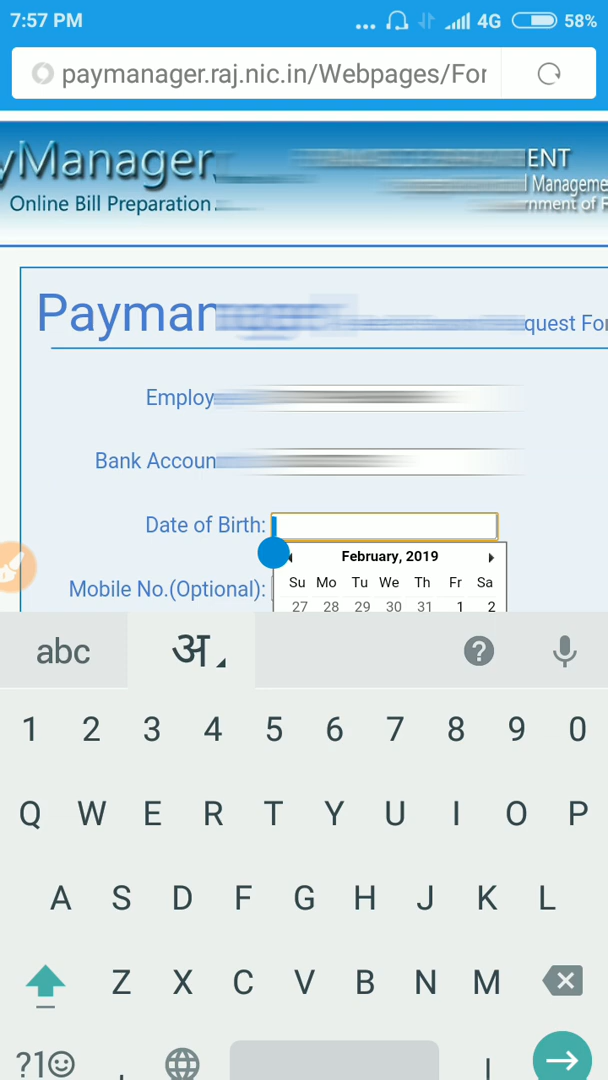 7:57 PM ... 4G 58%
paymanager.raj.nic.in/Webpages/For
yManager ENT
l Manageme
Online Bill Preparation nment of R
Payman quest For
Employ
Bank Accoun
Date of Birth:
February, 2019
Su Mo Tu We Th Fr Sa
Mobile No.(Optional):
27 28 29 30 31 1 2
abc अ ?
1 2 3 4 5 6 7 8 9 0
Q W E R T Y U I O P
A S D F G H J K L
Z X C V B N M
?1☺ , |